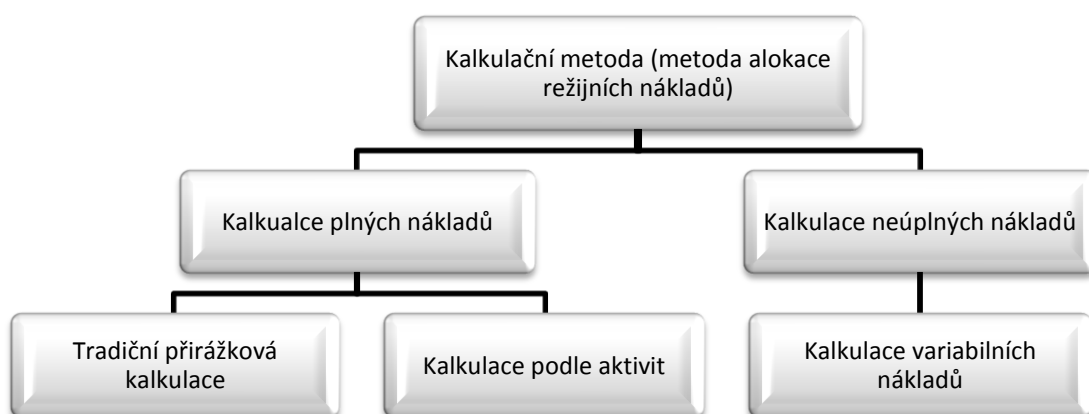 Kalkulační metoda (metoda alokace
režijních nákladů)
Kalkualce plných nákladů
Kalkulace neúplných nákladů
Tradiční přirážková
kalkulace
Kalkulace podle aktivit
Kalkulace variabilních
nákladů